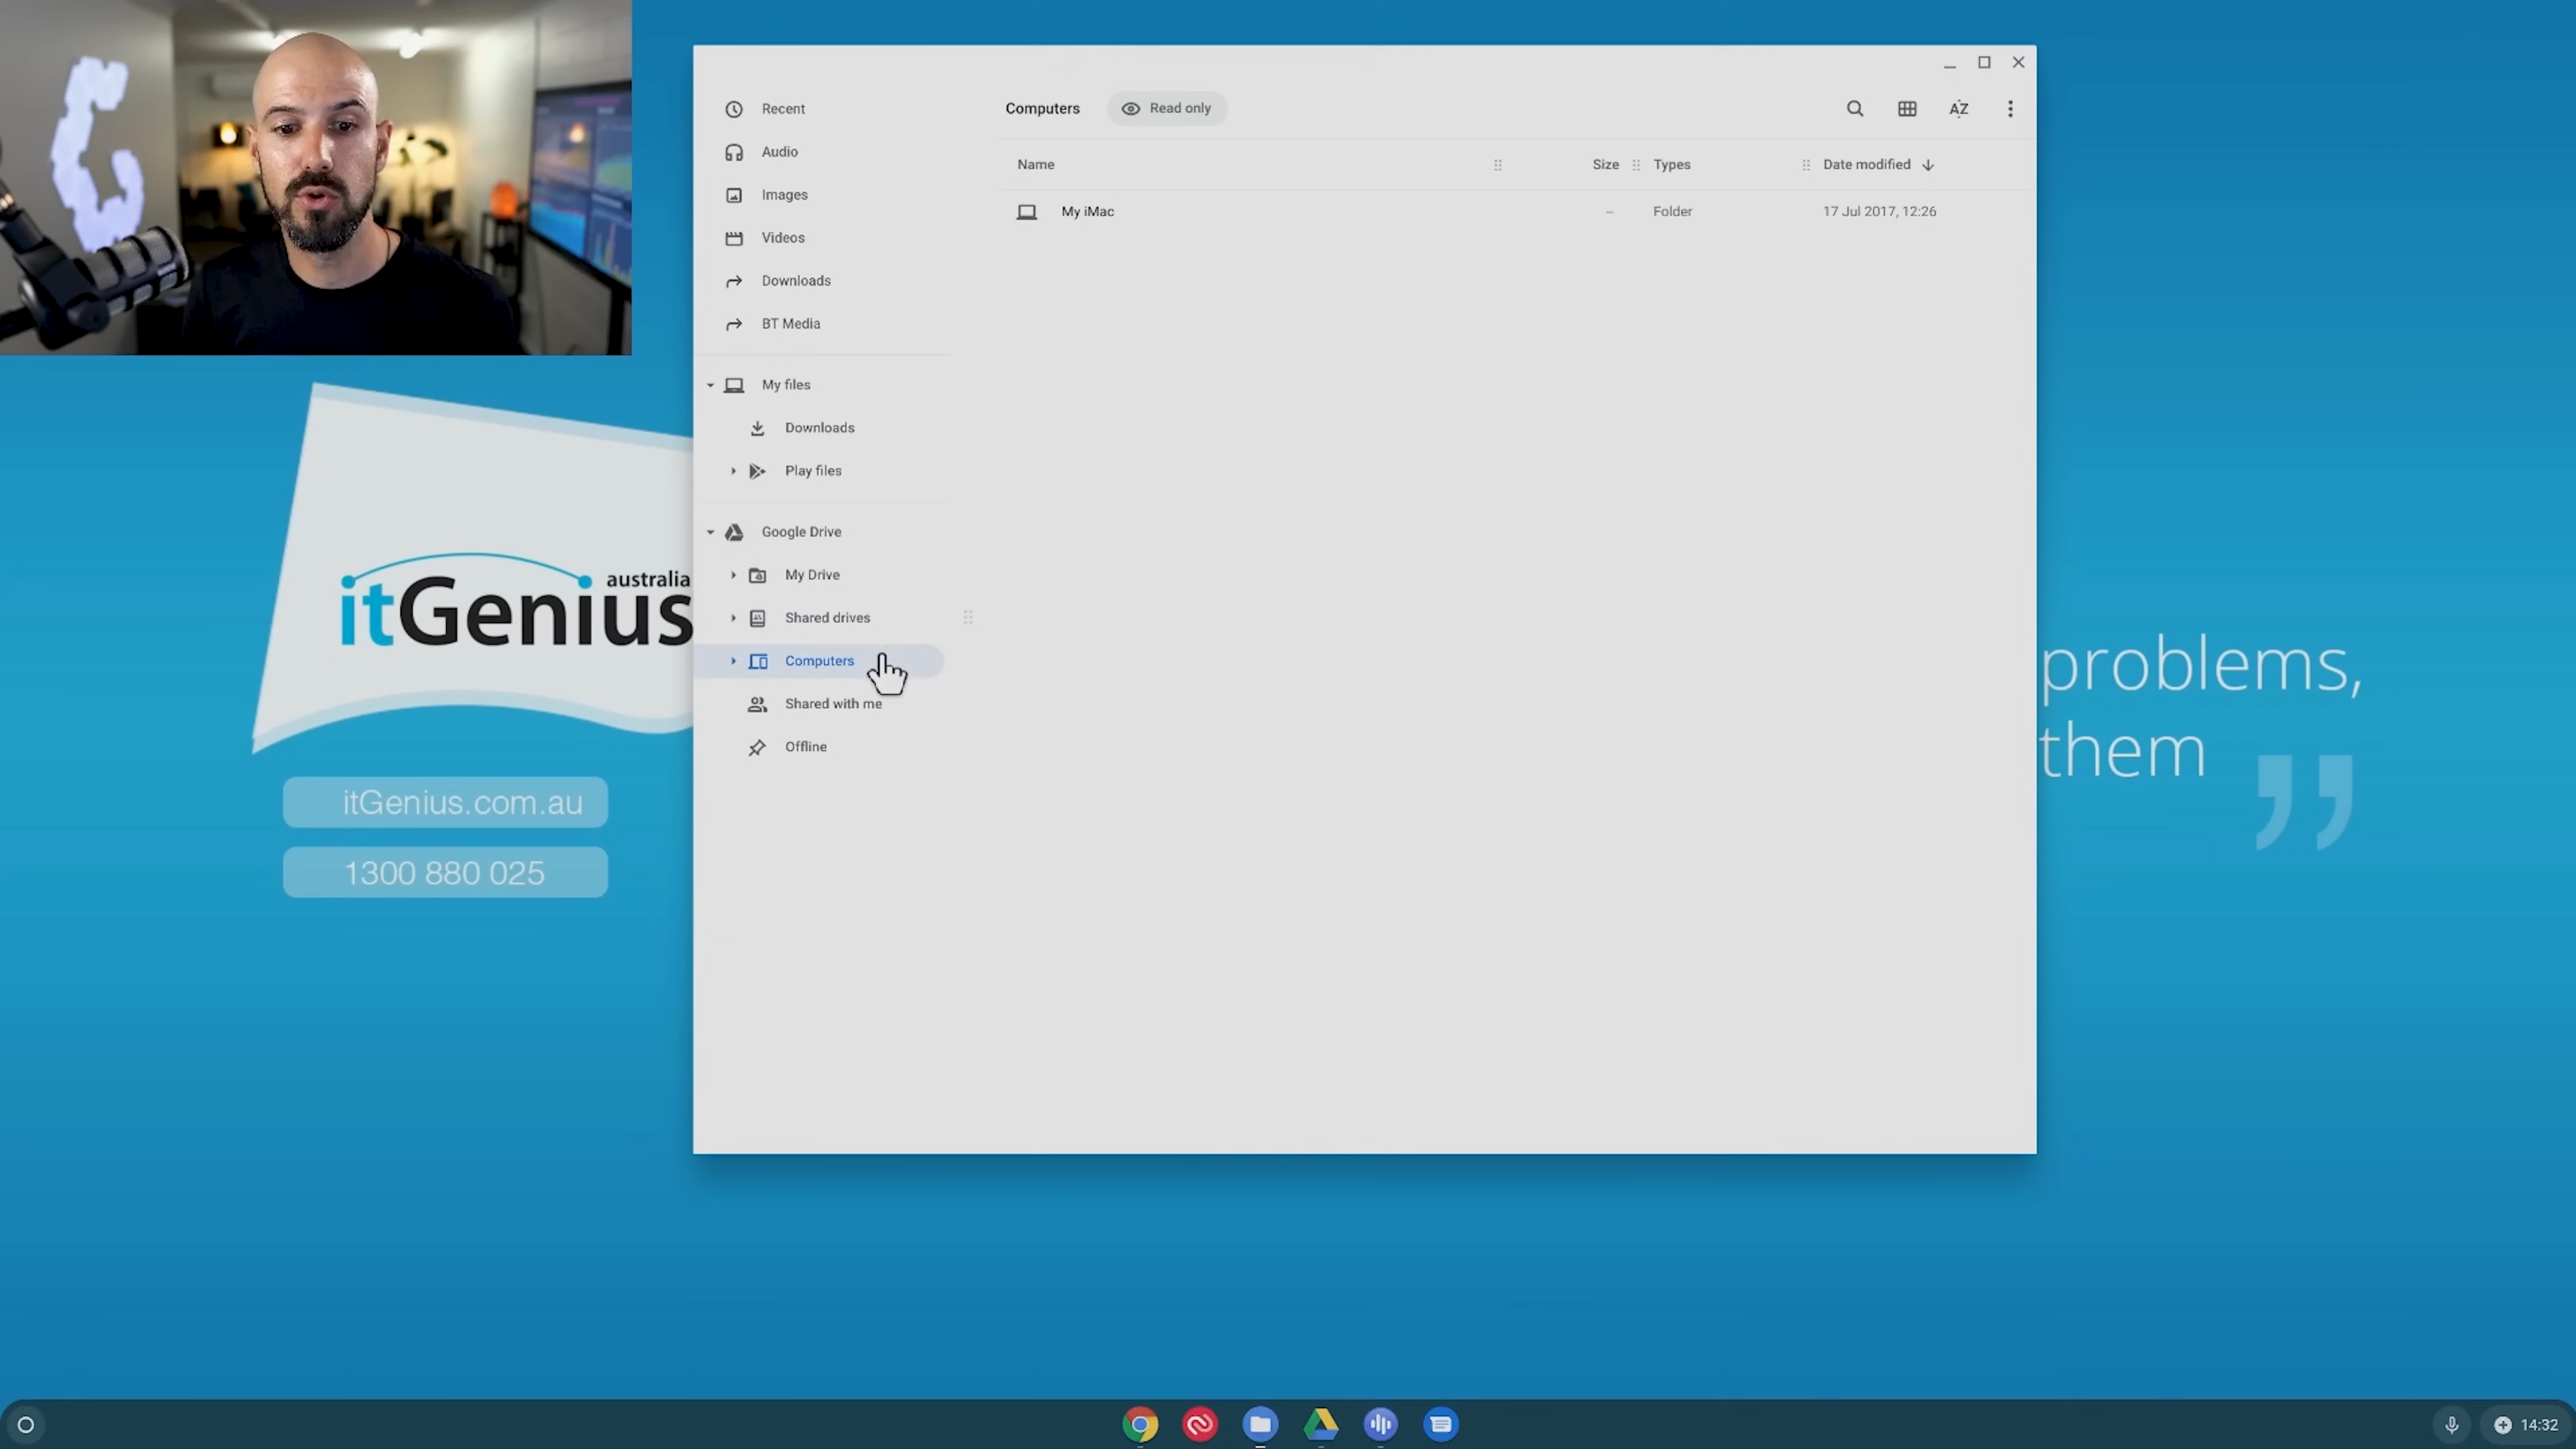 Recent
Audio
Images
Videos
Downloads
BT Media
My files
Downloads
Play files
Google Drive
My Drive
Shared drives
Computers
Shared with me
Offline
Computers
Read only
AZ
Name
Size
Types
Date modified
My iMac
–
Folder
17 Jul 2017, 12:26
australia
itGenius
itGenius.com.au
1300 880 025
problems,
them
”
14:32